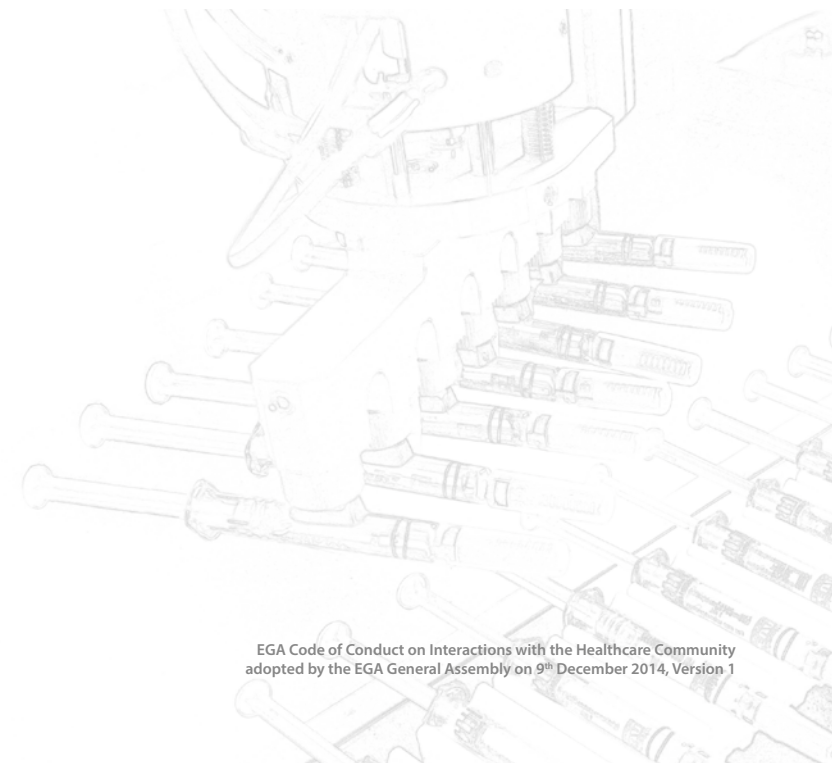 EGA Code of Conduct on Interactions with the Healthcare Community
adopted by the EGA General Assembly on 9th December 2014, Version 1